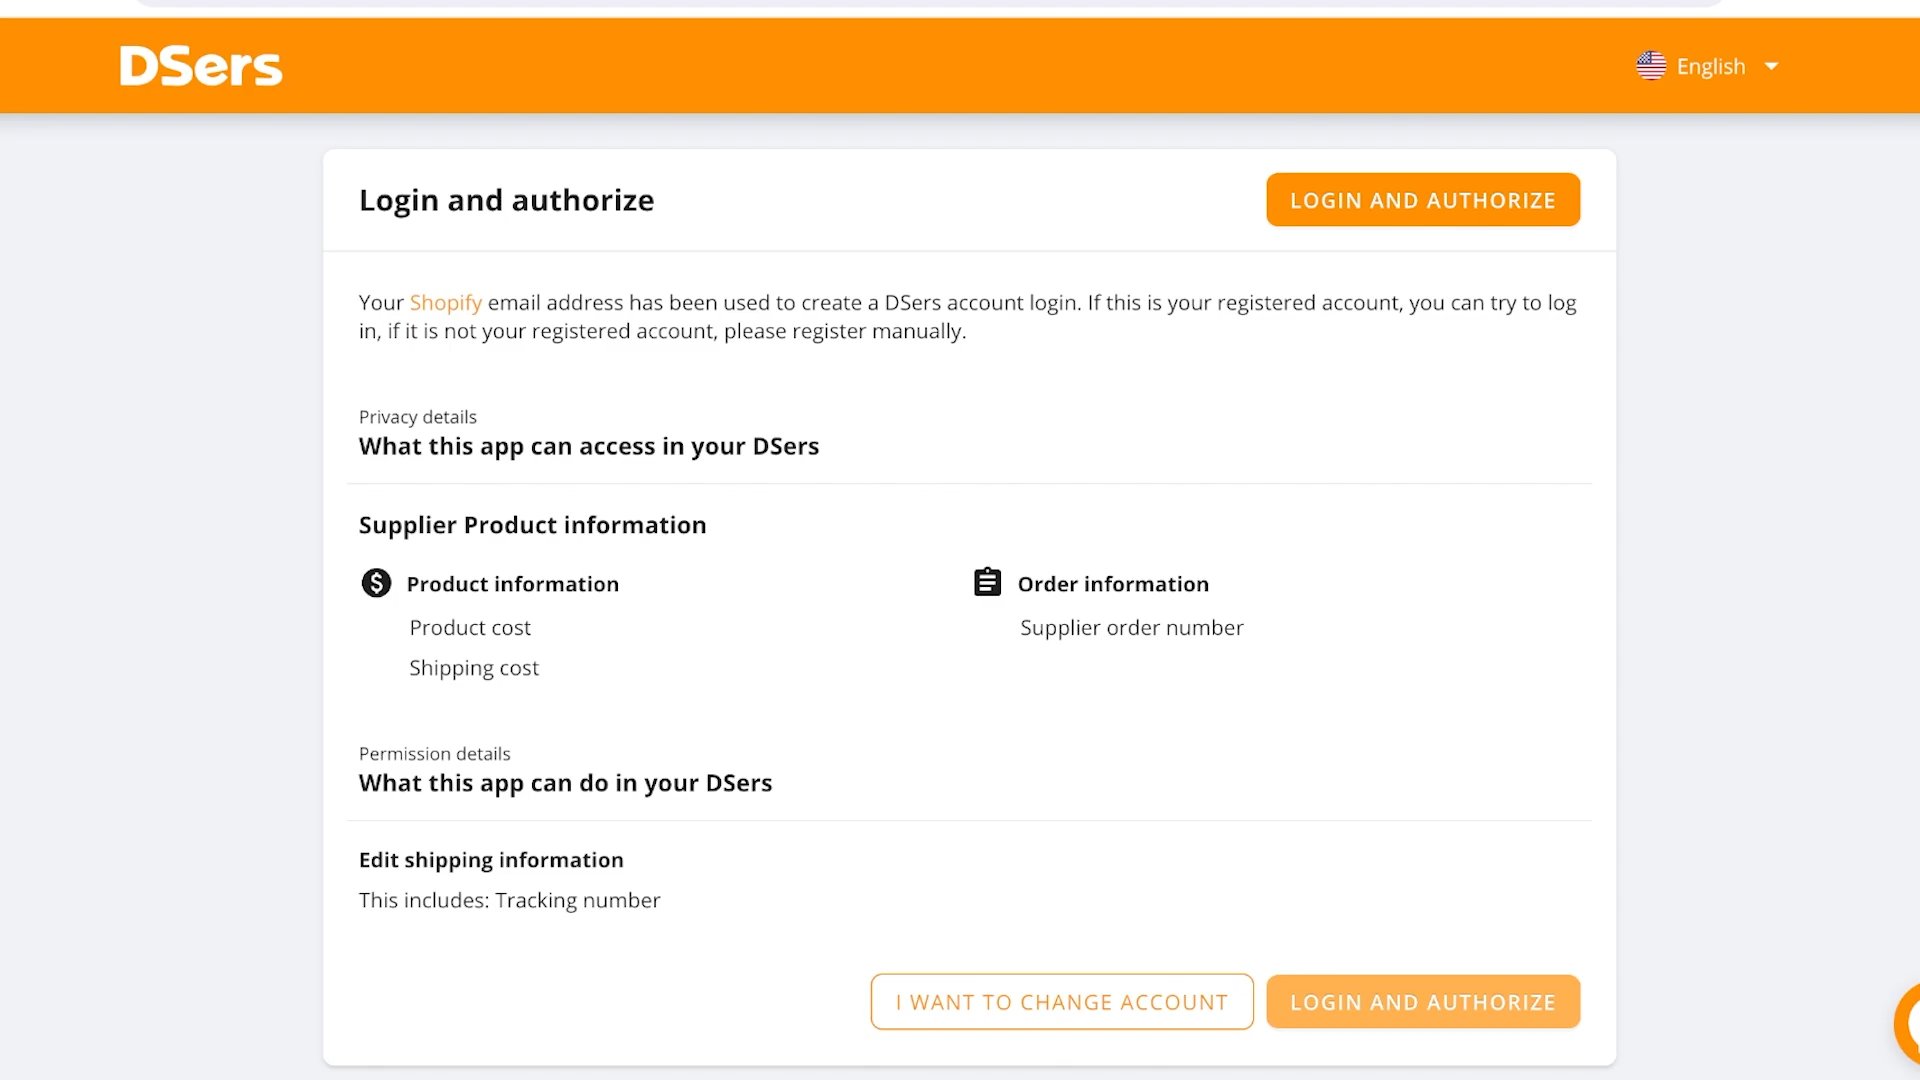 DSers
English
Login and authorize
LOGIN AND AUTHORIZE
Your Shopify email address has been used to create a DSers account login. If this is your registered account, you can try to log
in, if it is not your registered account, please register manually.
Privacy details
What this app can access in your DSers
Supplier Product information
Product information
Order information
Product cost
Supplier order number
Shipping cost
Permission details
What this app can do in your DSers
Edit shipping information
This includes: Tracking number
I WANT TO CHANGE ACCOUNT
LOGIN AND AUTHORIZE